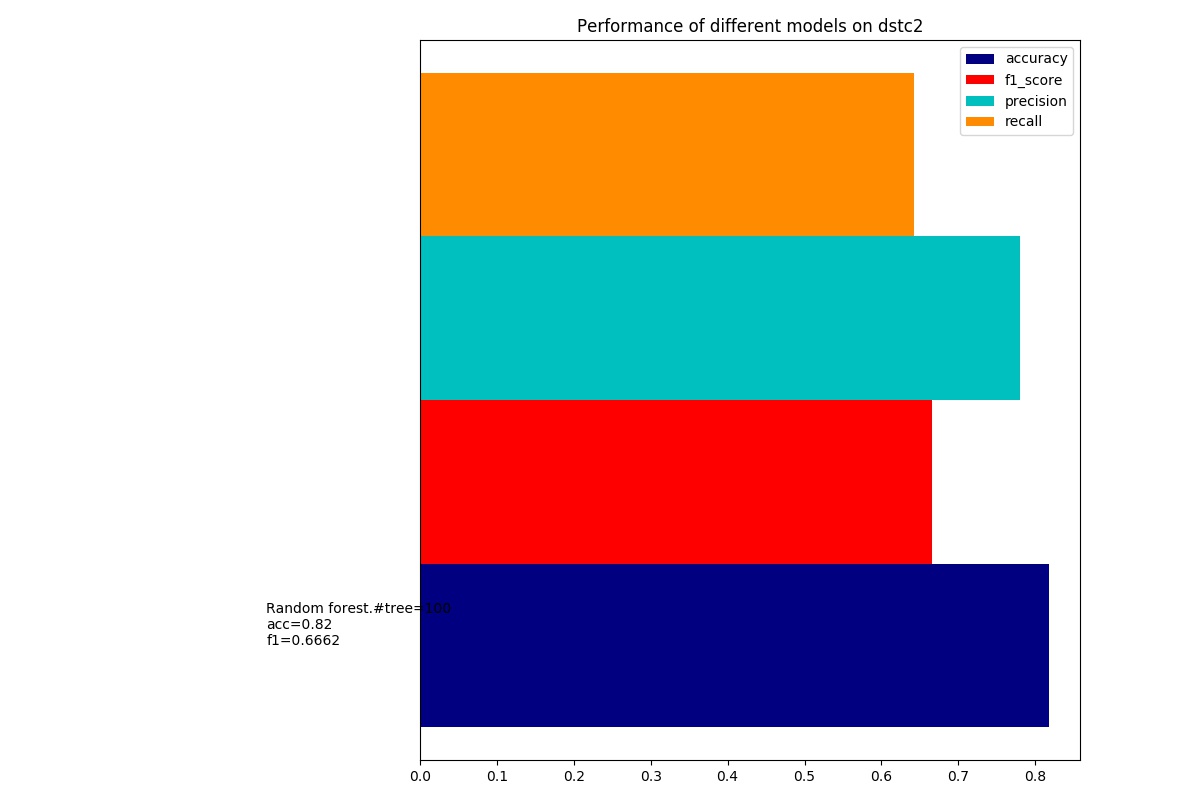 Performance of different models on dstc2
accuracy
f1_score
precision
recall
Random forest.#tree=100
acc=0.82
f1=0.6662
0.0 0.1 0.2 0.3 0.4 0.5 0.6 0.7 0.8